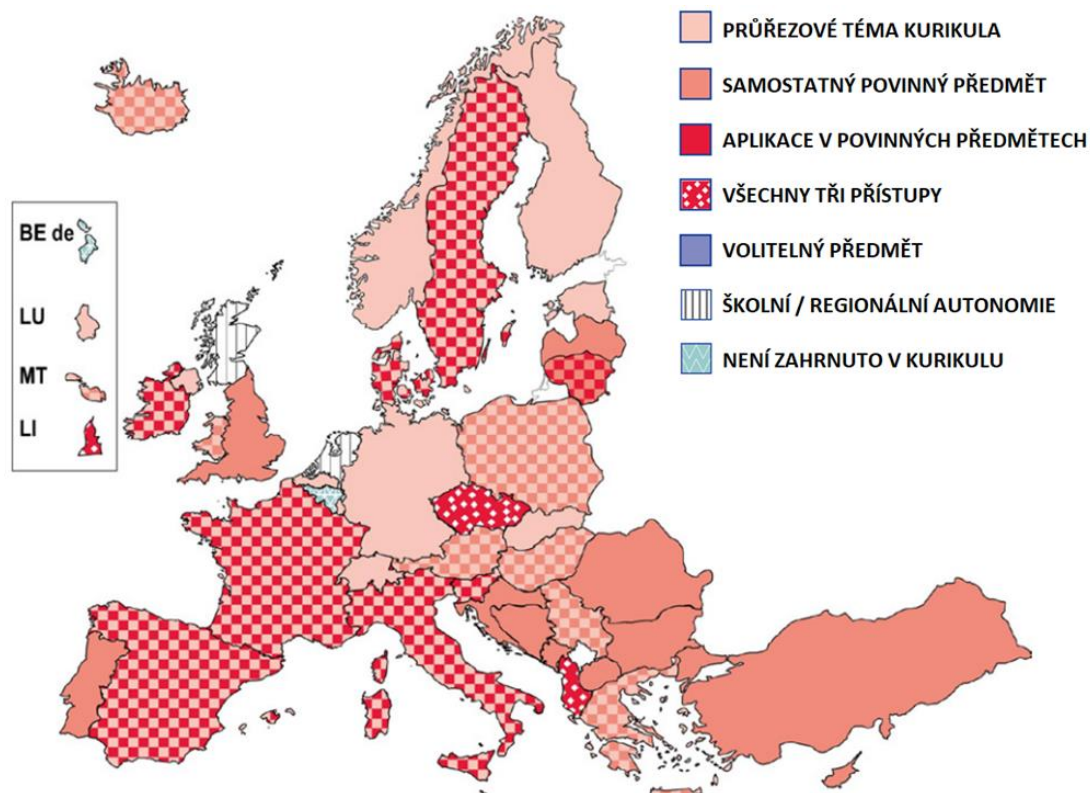 PRŮŘEZOVÉ TÉMA KURIKULA
SAMOSTATNÝ POVINNÝ PŘEDMĚT
APLIKACE V POVINNÝCH PŘEDMĚTECH
VŠECHNY TŘI PŘÍSTUPY
VOLITELNÝ PŘEDMĚT
ŠKOLNÍ / REGIONÁLNÍ AUTONOMIE
NENÍ ZAHRNUTO V KURIKULU
BE de
LU
MT
LI